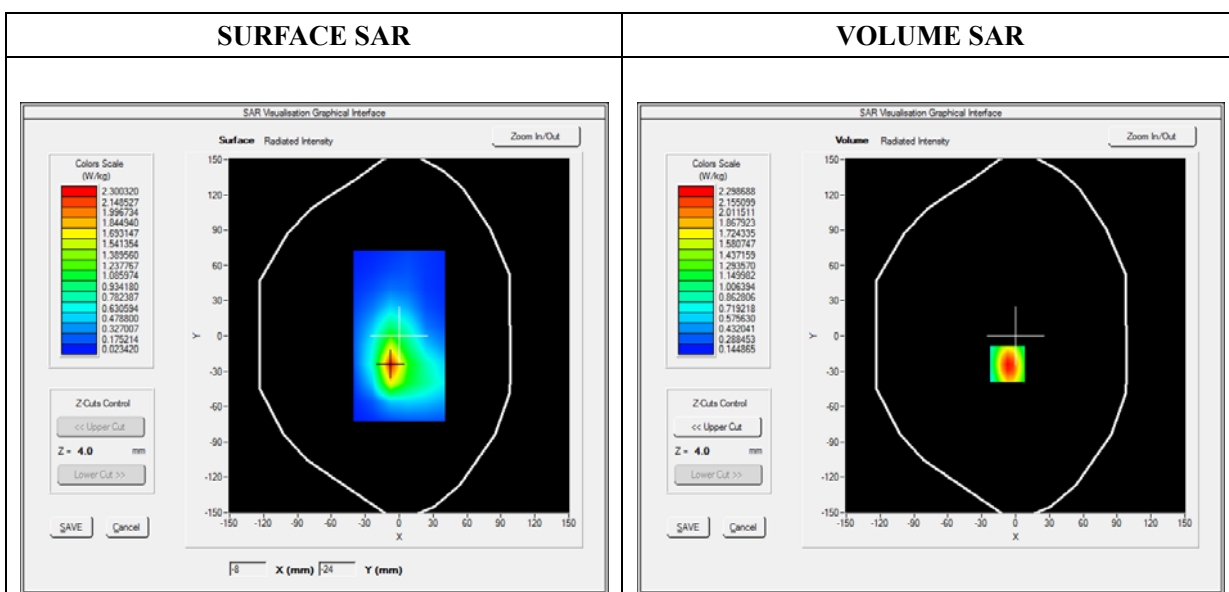 SURFACE SAR
VOLUME SAR
SAR Visualisation Graphical Interface
Surface Radiated Intensity
Zoom In/Out
Colors Scale
(W/kg)
2.300320
2.148527
1.996734
1.844940
1.693147
1.541354
1.389560
1.237767
1.085974
0.934180
0.782387
0.630594
0.478800
0.327007
0.175214
0.023420
150
120
90
60
30
0
-30
-60
-90
-120
-150
Y
-150 -120 -90 -60 -30 0 30 60 90 120 150
X
Z-Cuts Control
<< Upper Cut
Z = 4.0 mm
Lower Cut >>
SAVE Cancel
-8 X (mm) -24 Y (mm)
SAR Visualisation Graphical Interface
Volume Radiated Intensity
Zoom In/Out
Colors Scale
(W/kg)
2.298688
2.155099
2.011511
1.867923
1.724335
1.580747
1.437159
1.293570
1.149982
1.006394
0.862806
0.719218
0.575630
0.432041
0.288453
0.144865
150
120
90
60
30
0
-30
-60
-90
-120
-150
Y
-150 -120 -90 -60 -30 0 30 60 90 120 150
X
Z-Cuts Control
<< Upper Cut
Z = 4.0 mm
Lower Cut >>
SAVE Cancel